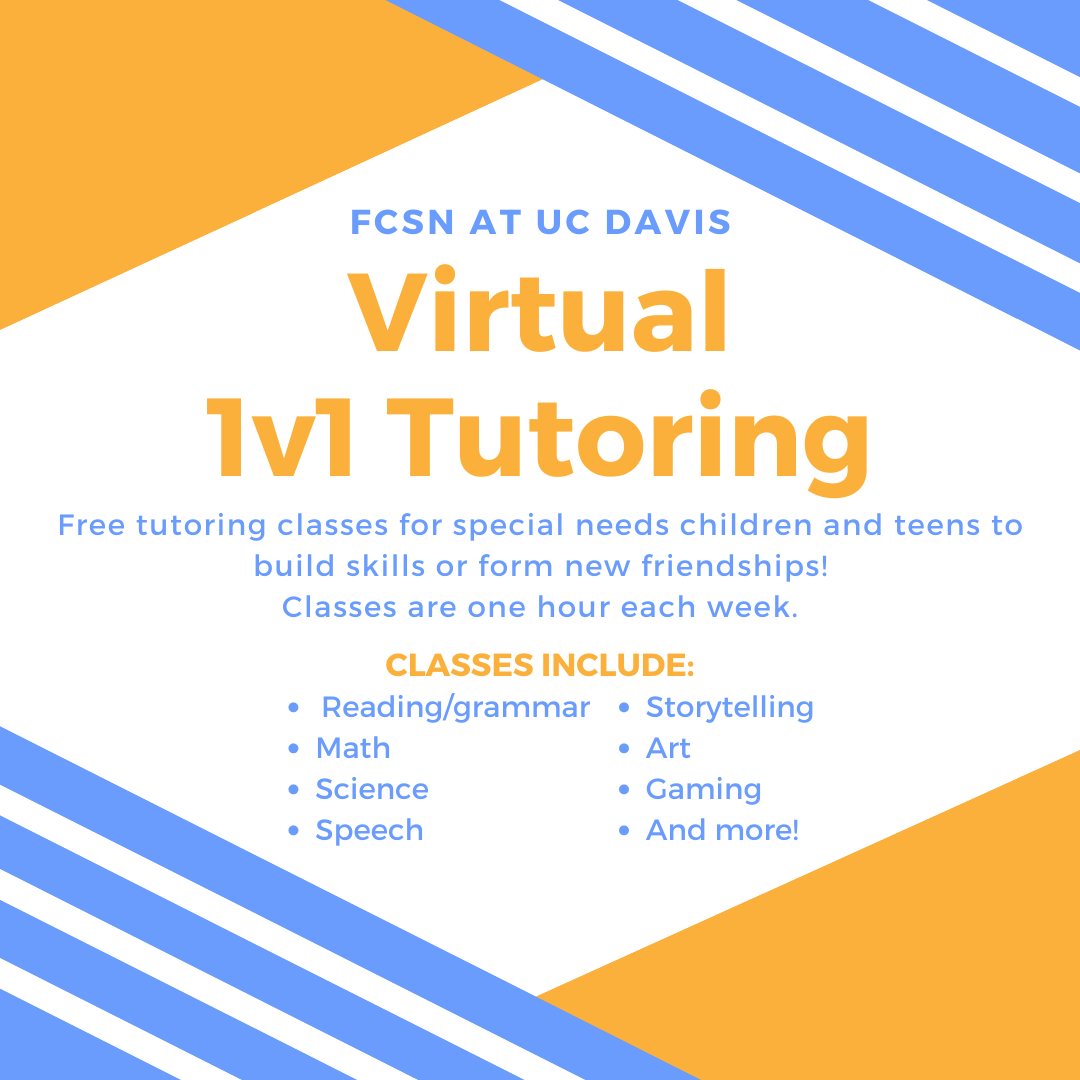 FCSN AT UC DAVIS
Virtual
1v1 Tutoring
Free tutoring classes for special needs children and teens to
build skills or form new friendships!
Classes are one hour each week.
CLASSES INCLUDE:
• Reading/grammar
• Math
• Science
• Speech
• Storytelling
• Art
• Gaming
• And more!